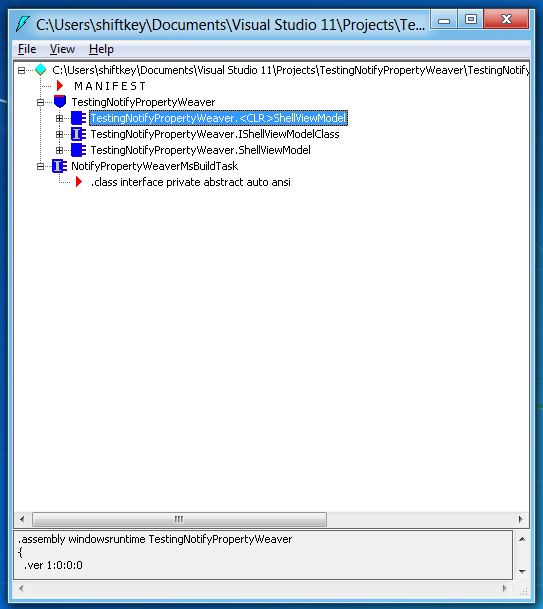 C:\Users\shiftkey\Documents\Visual Studio 11\Projects\Te...
File View Help
C:\Users\shiftkey\Documents\Visual Studio 11\Projects\TestingNotifyPropertyWeaver\TestingNotify
M A N I F E S T
TestingNotifyPropertyWeaver
TestingNotifyPropertyWeaver.<CLR>ShellViewModel
TestingNotifyPropertyWeaver.IShellViewModelClass
TestingNotifyPropertyWeaver.ShellViewModel
NotifyPropertyWeaverMsBuildTask
.class interface private abstract auto ansi
.assembly windowsruntime TestingNotifyPropertyWeaver
{
.ver 1:0:0:0